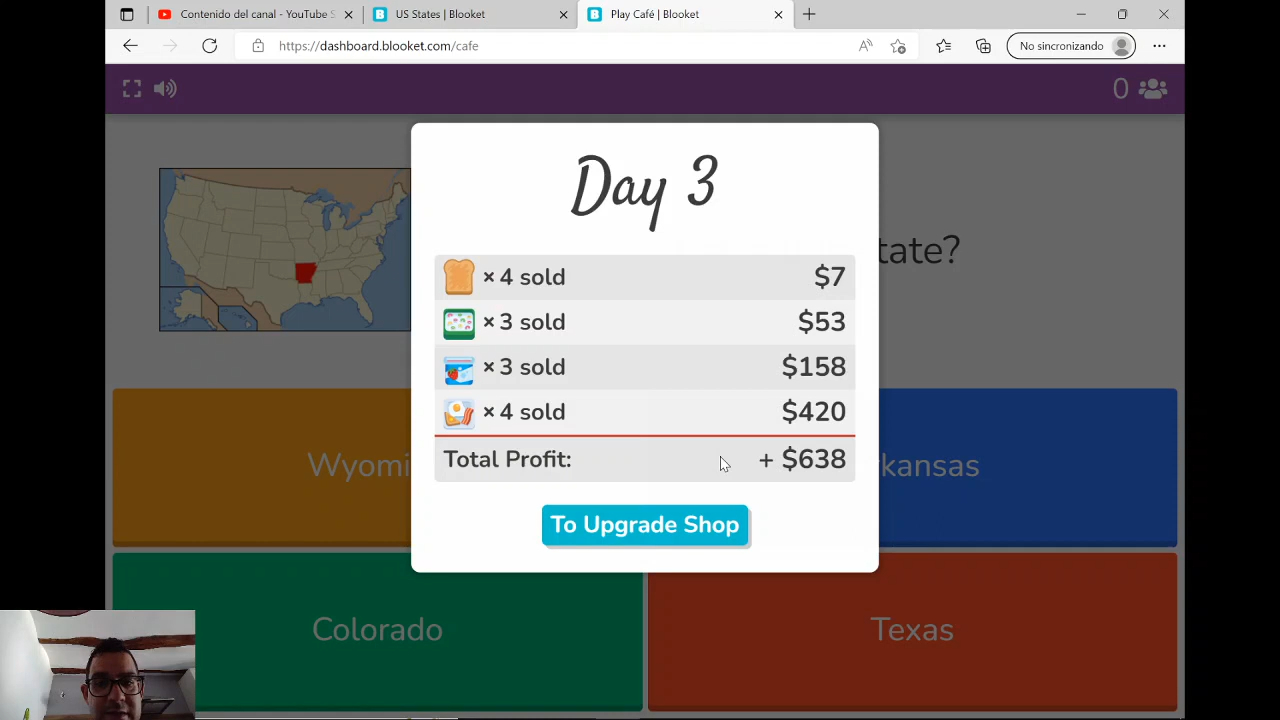 Contenido del canal - YouTube S
US States | Blooket
Play Café | Blooket
https://dashboard.blooket.com/cafe
No sincronizando
0
Day 3
× 4 sold $7
× 3 sold $53
× 3 sold $158
× 4 sold $420
Total Profit: + $638
To Upgrade Shop
tate?
Wyomi
rkansas
Colorado
Texas